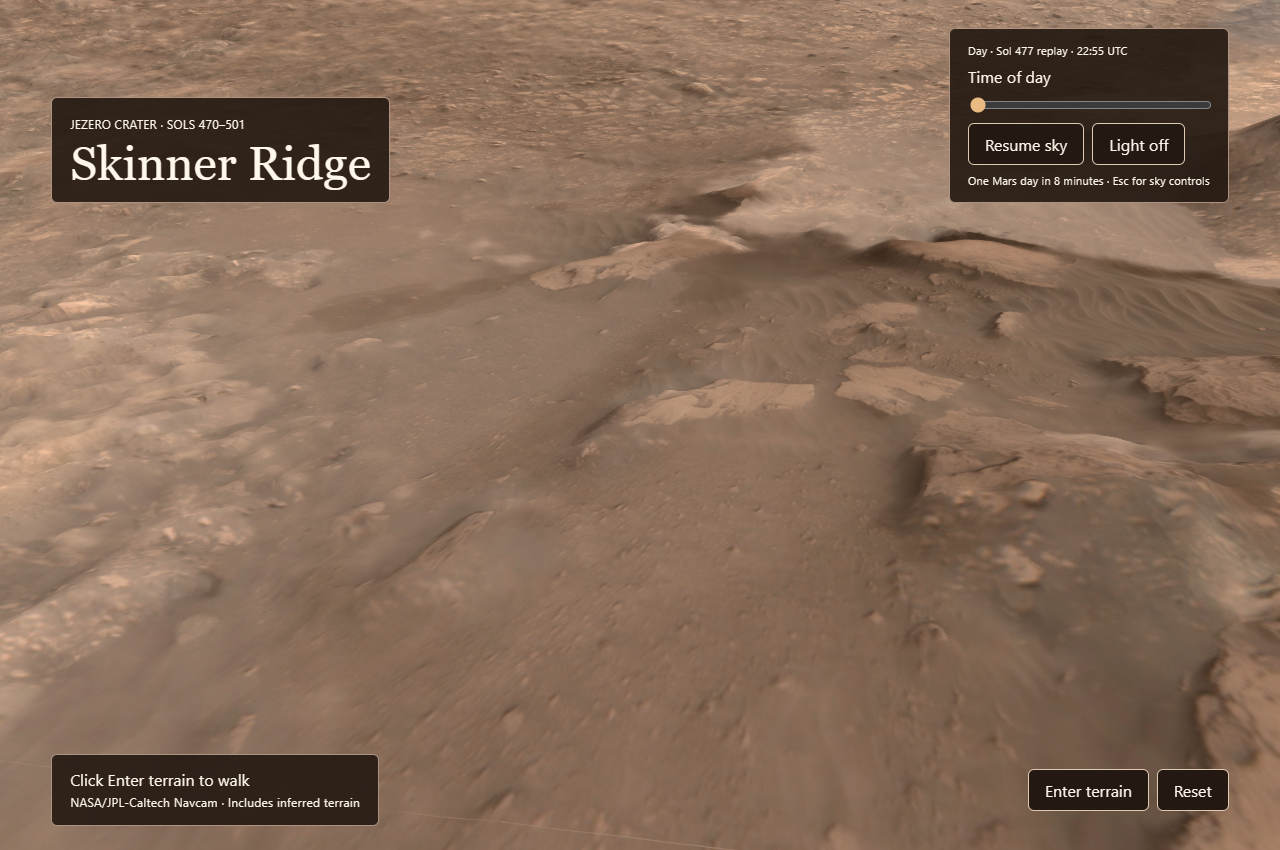 JEZERO CRATER · SOLS 470–501
Skinner Ridge
Day · Sol 477 replay · 22:55 UTC
Time of day
Resume sky
Light off
One Mars day in 8 minutes · Esc for sky controls
Click Enter terrain to walk
NASA/JPL-Caltech Navcam · Includes inferred terrain
Enter terrain
Reset